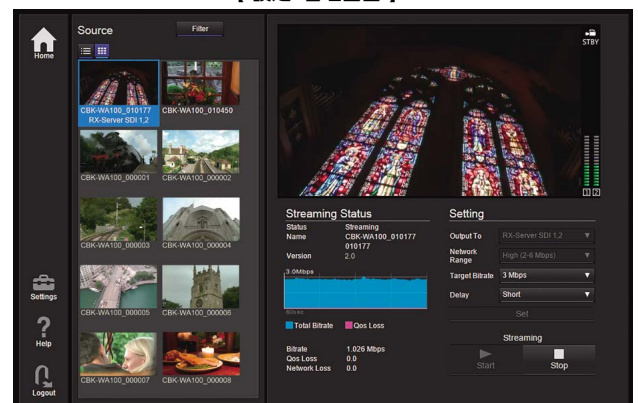 Home
Source
Filter
CBK-WA100_010177
RX-Server SDI 1,2
CBK-WA100_010450
CBK-WA100_000001
CBK-WA100_000002
CBK-WA100_000003
CBK-WA100_000004
CBK-WA100_000005
CBK-WA100_000006
CBK-WA100_000007
CBK-WA100_000008
Settings
Help
Logout
STBY
1 2
Streaming Status
Status Streaming
Name CBK-WA100_010177
010177
Version 2.0
3.0Mbps
60sec
Total Bitrate Qos Loss
Bitrate 1.026 Mbps
Qos Loss 0.0
Network Loss 0.0
Setting
Output To RX-Server SDI 1,2
Network Range High (2-6 Mbps)
Target Bitrate 3 Mbps
Delay Short
Set
Streaming
Start Stop